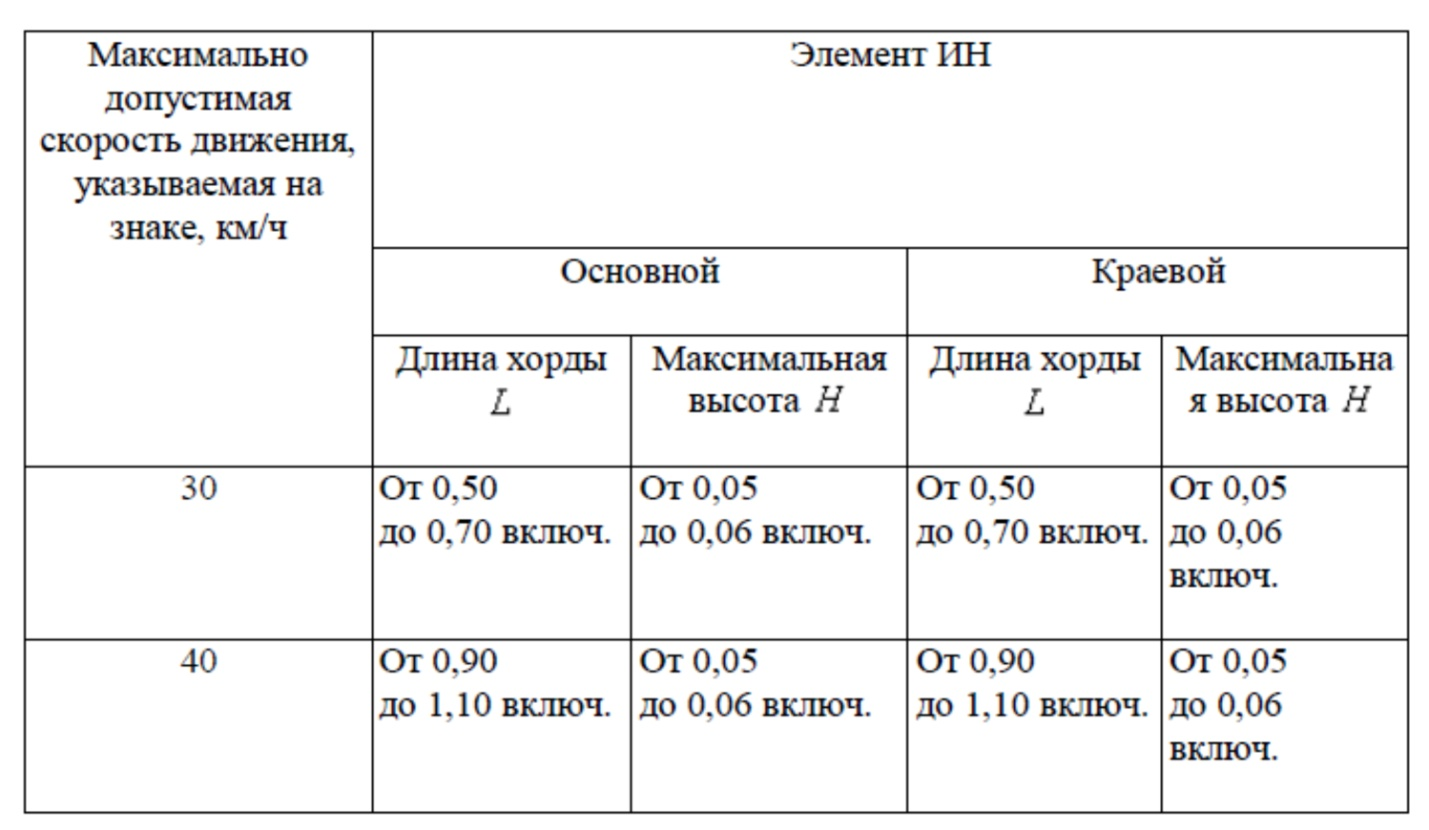 Максимально
допустимая
скорость движения,
указываемая на
знаке, км/ч
Элемент ИН
Основной
Краевой
Длина хорды
L
Максимальная
высота H
Длина хорды
L
Максимальна
я высота H
30
От 0,50
до 0,70 включ.
От 0,05
до 0,06 включ.
От 0,50
до 0,70 включ.
От 0,05
до 0,06
включ.
40
От 0,90
до 1,10 включ.
От 0,05
до 0,06 включ.
От 0,90
до 1,10 включ.
От 0,05
до 0,06
включ.